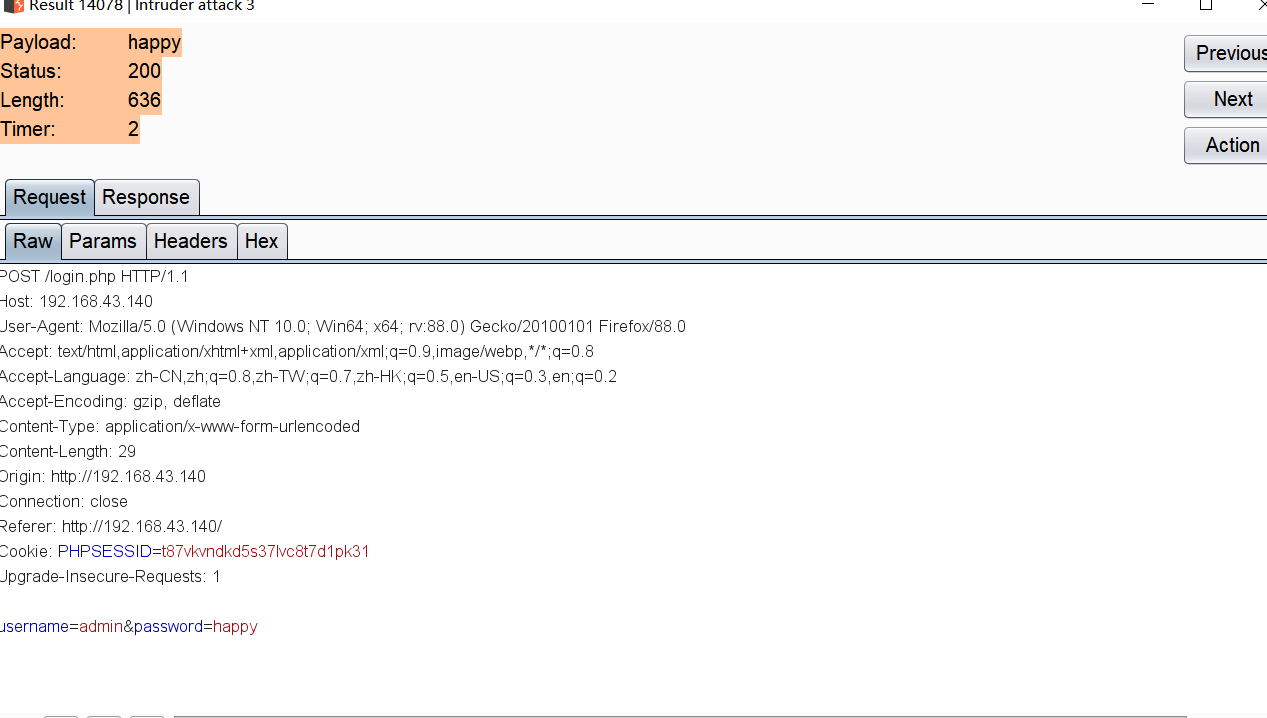 Result 14078 | Intruder attack 3
Payload: happy
Status: 200
Length: 636
Timer: 2
Previous
Next
Action
Request Response
Raw Params Headers Hex
POST /login.php HTTP/1.1
Host: 192.168.43.140
User-Agent: Mozilla/5.0 (Windows NT 10.0; Win64; x64; rv:88.0) Gecko/20100101 Firefox/88.0
Accept: text/html,application/xhtml+xml,application/xml;q=0.9,image/webp,*/*;q=0.8
Accept-Language: zh-CN,zh;q=0.8,zh-TW;q=0.7,zh-HK;q=0.5,en-US;q=0.3,en;q=0.2
Accept-Encoding: gzip, deflate
Content-Type: application/x-www-form-urlencoded
Content-Length: 29
Origin: http://192.168.43.140
Connection: close
Referer: http://192.168.43.140/
Cookie: PHPSESSID=t87vkvndkd5s37lvc8t7d1pk31
Upgrade-Insecure-Requests: 1
username=admin&password=happy